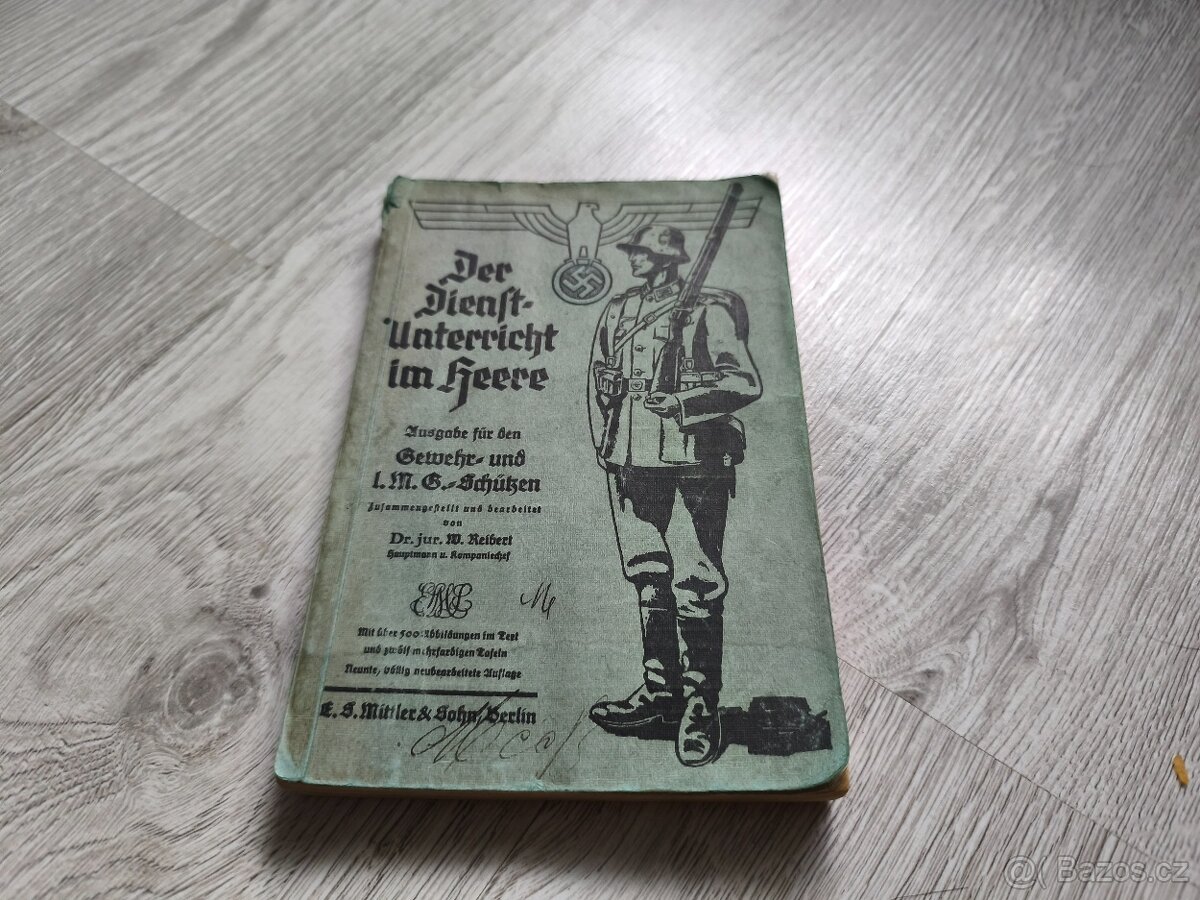 Der
Dienst-
Unterricht
im Heere
Ausgabe für den
Gewehr- und
l. M. G.-Schützen
Zusammengestellt und bearbeitet
von
Dr. jur. W. Reibert
Hauptmann u. Kompaniechef
Mit über 500 Abbildungen im Text
und zwölf mehrfarbigen Tafeln
Neunte, völlig neubearbeitete Auflage
E. S. Mittler & Sohn, Berlin
Bazos.cz